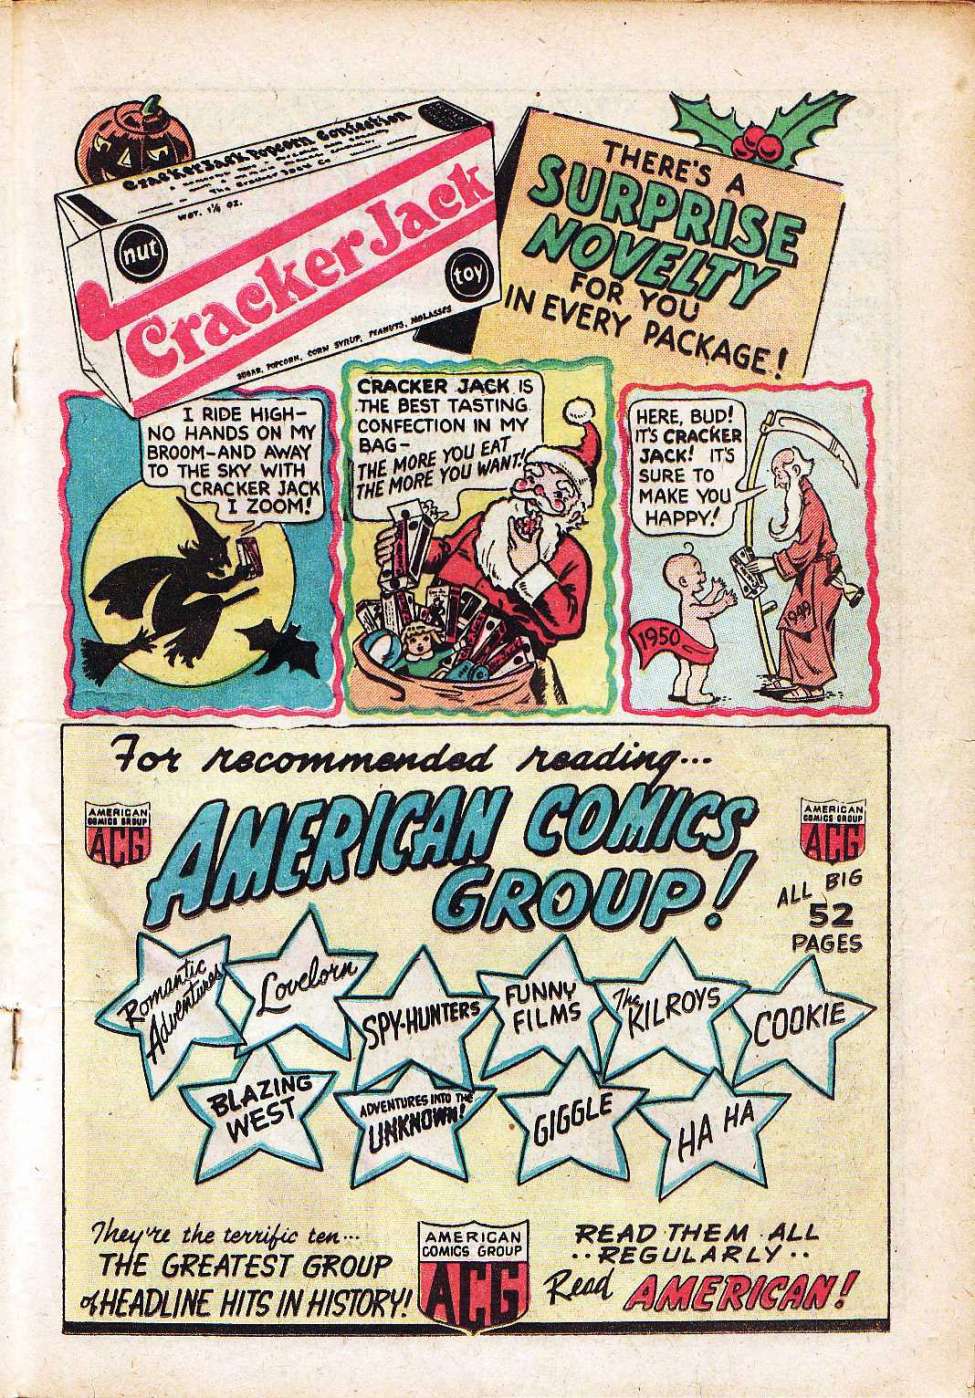 Cracker Jack Popcorn Confection
The Cracker Jack Co
WGT. 1¼ OZ.
nut
Cracker Jack
toy
SUGAR, POPCORN, CORN SYRUP, PEANUTS, MOLASSES
THERE'S A
SURPRISE
NOVELTY
FOR YOU
IN EVERY PACKAGE!
I RIDE HIGH-
NO HANDS ON MY
BROOM-AND AWAY
TO THE SKY WITH
CRACKER JACK
I ZOOM!
CRACKER JACK IS
THE BEST TASTING
CONFECTION IN MY
BAG-
THE MORE YOU EAT
THE MORE YOU WANT!
HERE, BUD!
IT'S CRACKER
JACK! IT'S
SURE TO
MAKE YOU
HAPPY!
1950
1949
For recommended reading...
AMERICAN
COMICS GROUP
ACG
AMERICAN COMICS
GROUP!
AMERICAN
COMICS GROUP
ACG
ALL BIG
52
PAGES
Romantic
Adventures
Lovelorn
SPY-HUNTERS
FUNNY
FILMS
The
KILROYS
COOKIE
BLAZING
WEST
ADVENTURES INTO THE
UNKNOWN!
GIGGLE
HA HA
They're the terrific ten...
THE GREATEST GROUP
of HEADLINE HITS IN HISTORY!
AMERICAN
COMICS GROUP
ACG
READ THEM ALL
..REGULARLY..
Read AMERICAN!